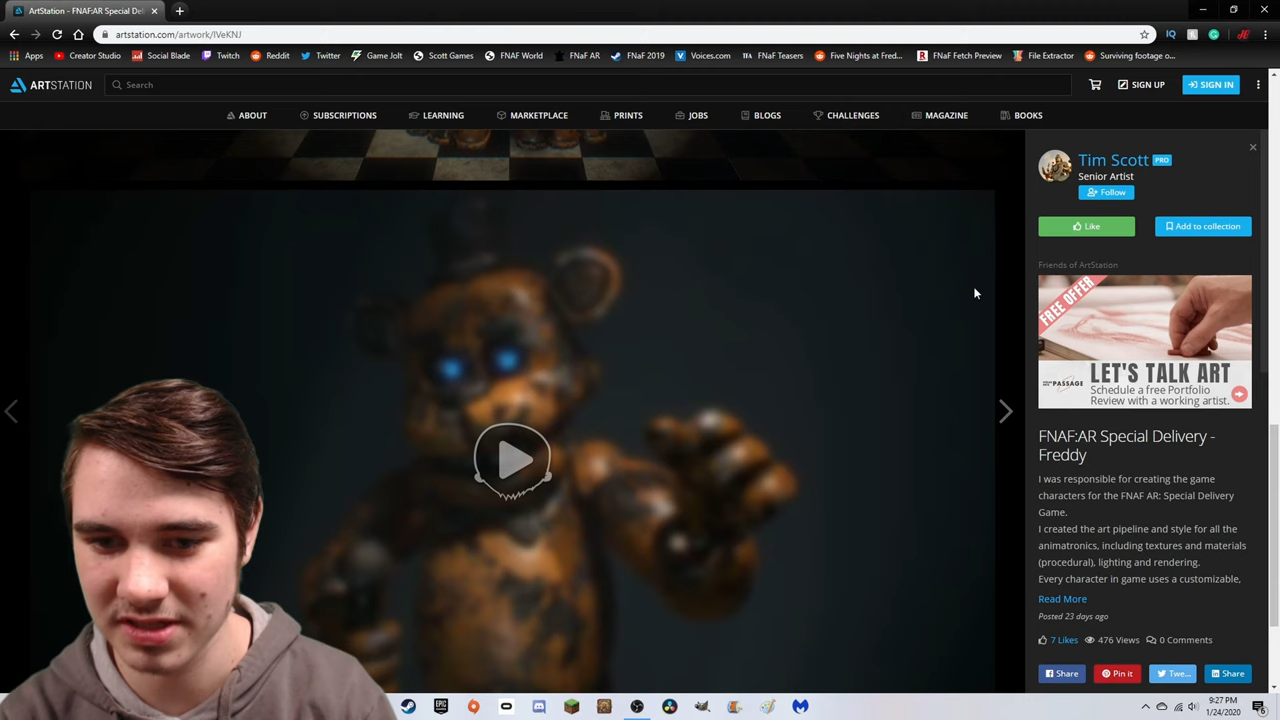 ArtStation - FNAF:AR Special Del
artstation.com/artwork/lVeKNJ
Apps Creator Studio Social Blade Twitch Reddit Twitter Game Jolt Scott Games FNAF World FNaF AR FNaF 2019 Voices.com FNaF Teasers Five Nights at Fred... FNaF Fetch Preview File Extractor Surviving footage o...
ARTSTATION Search SIGN UP SIGN IN
ABOUT SUBSCRIPTIONS LEARNING MARKETPLACE PRINTS JOBS BLOGS CHALLENGES MAGAZINE BOOKS
Tim Scott PRO
Senior Artist
Follow
Like Add to collection
Friends of ArtStation
FREE OFFER
LET'S TALK ART
PASSAGE
Schedule a free Portfolio
Review with a working artist.
FNAF:AR Special Delivery -
Freddy
I was responsible for creating the game
characters for the FNAF AR: Special Delivery
Game.
I created the art pipeline and style for all the
animatronics, including textures and materials
(procedural), lighting and rendering.
Every character in game uses a customizable,
Read More
Posted 23 days ago
7 Likes 476 Views 0 Comments
Share Pin it Twe... Share
9:27 PM
1/24/2020